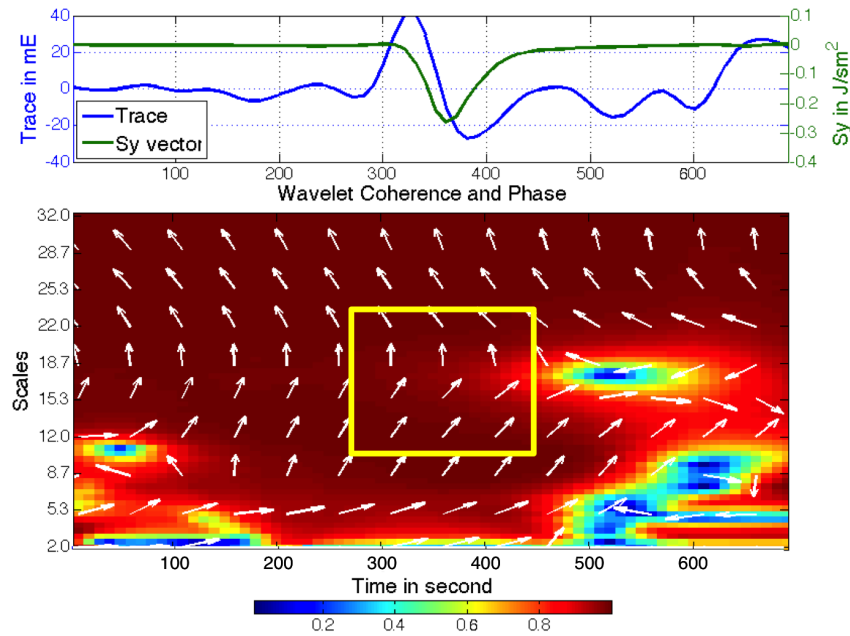 40
20
0
-20
-40
Trace in mE
Trace
Sy vector
0.1
0
-0.1
-0.2
-0.3
-0.4
Sy in J/sm²
100 200 300 400 500 600
Wavelet Coherence and Phase
32.0
28.7
25.3
22.0
18.7
15.3
12.0
8.7
5.3
2.0
Scales
100 200 300 400 500 600
Time in second
0.2 0.4 0.6 0.8